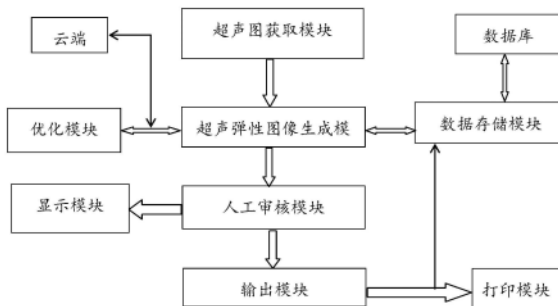 超声图获取模块
云端
数据库
优化模块
超声弹性图像生成模
数据存储模块
显示模块
人工审核模块
输出模块
打印模块